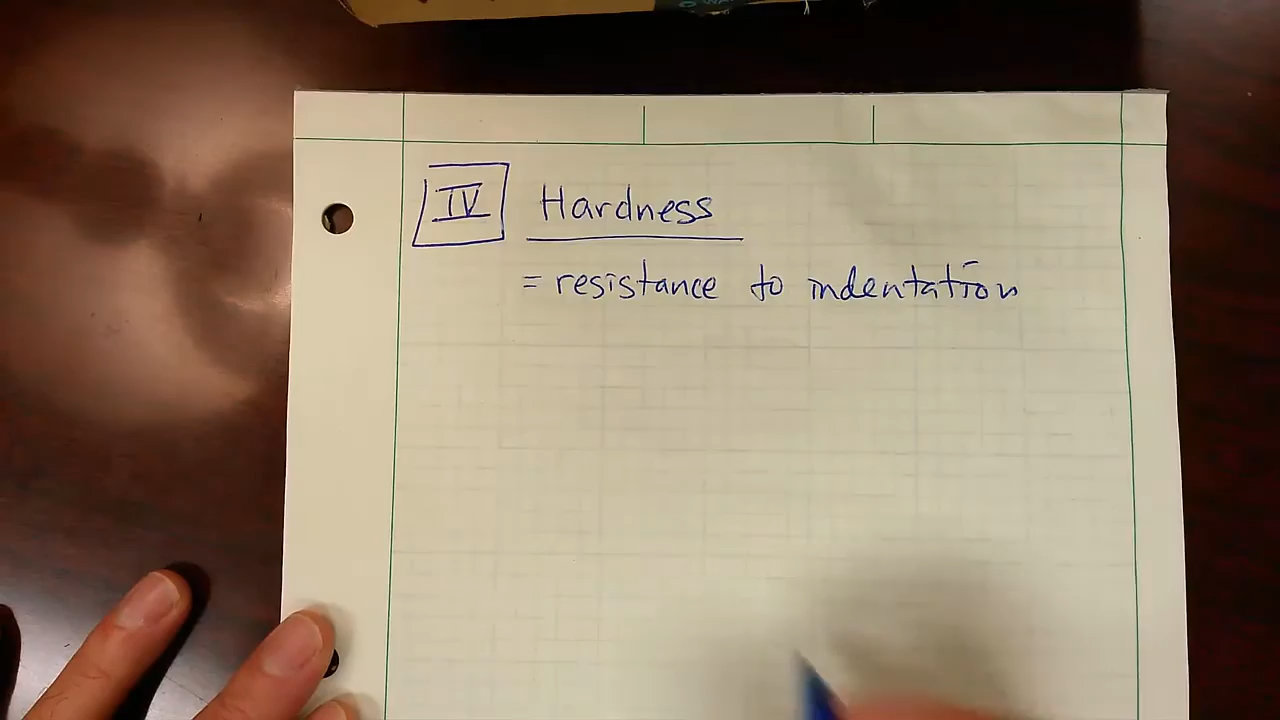 IV Hardness
= resistance to indentation